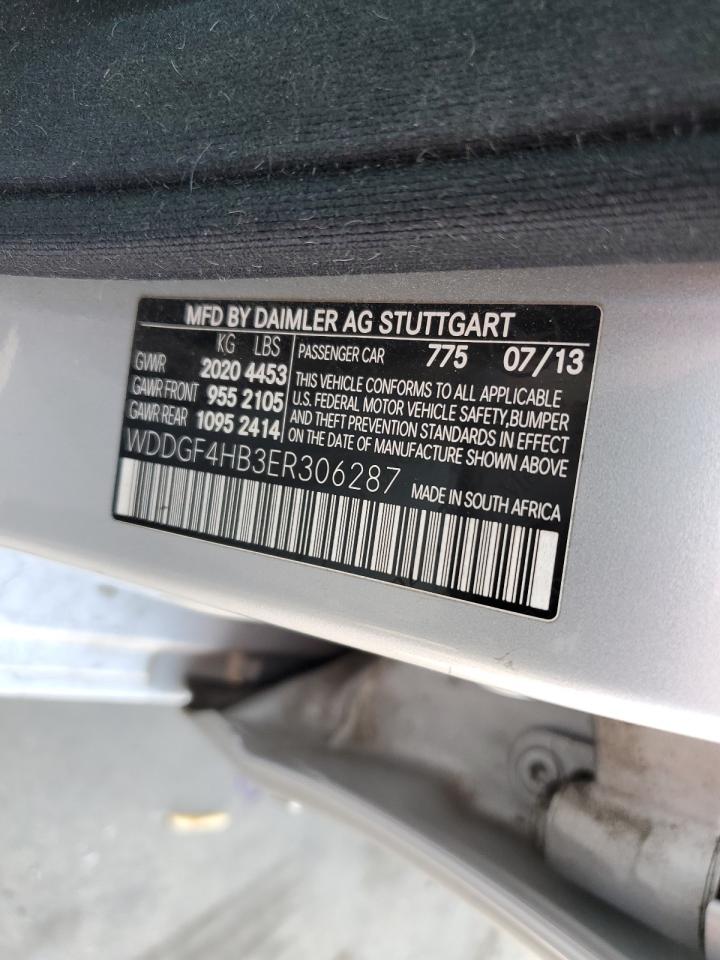 MFD BY DAIMLER AG STUTTGART
KG LBS
GVWR 2020 4453
GAWR FRONT 955 2105
GAWR REAR 1095 2414
PASSENGER CAR 775 07/13
THIS VEHICLE CONFORMS TO ALL APPLICABLE
U.S. FEDERAL MOTOR VEHICLE SAFETY,BUMPER
AND THEFT PREVENTION STANDARDS IN EFFECT
ON THE DATE OF MANUFACTURE SHOWN ABOVE
WDDGF4HB3ER306287 MADE IN SOUTH AFRICA